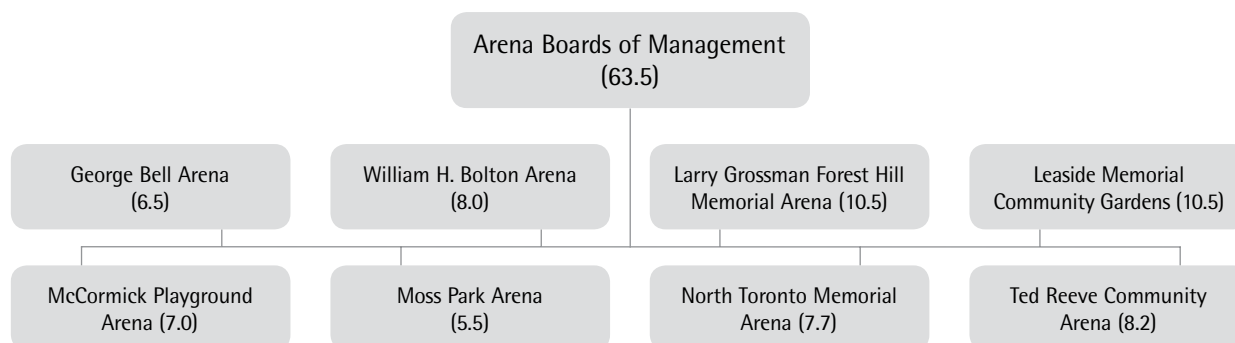 Arena Boards of Management
(63.5)
George Bell Arena
(6.5)
William H. Bolton Arena
(8.0)
Larry Grossman Forest Hill
Memorial Arena (10.5)
Leaside Memorial
Community Gardens (10.5)
McCormick Playground
Arena (7.0)
Moss Park Arena
(5.5)
North Toronto Memorial
Arena (7.7)
Ted Reeve Community
Arena (8.2)